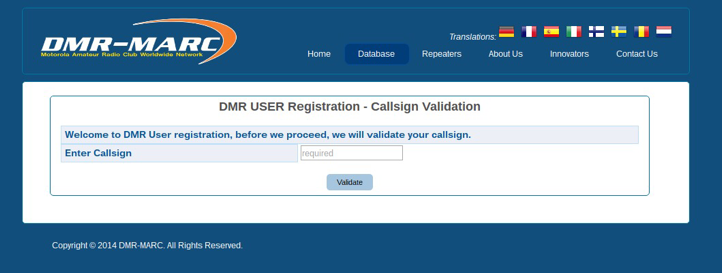 Translations:
DMR-MARC
Motorola Amateur Radio Club Worldwide Network
Home Database Repeaters About Us Innovators Contact Us
DMR USER Registration - Callsign Validation
Welcome to DMR User registration, before we proceed, we will validate your callsign.
Enter Callsign required
Validate
Copyright © 2014 DMR-MARC. All Rights Reserved.